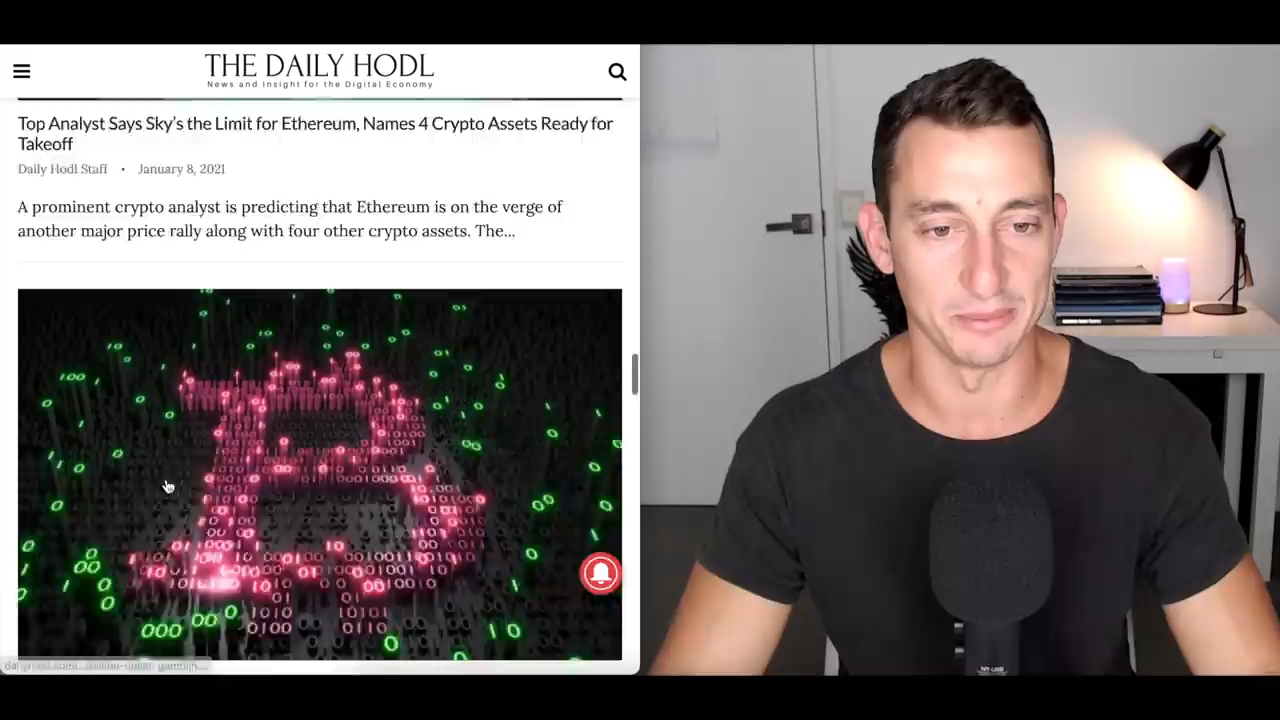 THE DAILY HODL
News and Insight for the Digital Economy
Top Analyst Says Sky's the Limit for Ethereum, Names 4 Crypto Assets Ready for
Takeoff
Daily Hodl Staff • January 8, 2021
A prominent crypto analyst is predicting that Ethereum is on the verge of
another major price rally along with four other crypto assets. The...